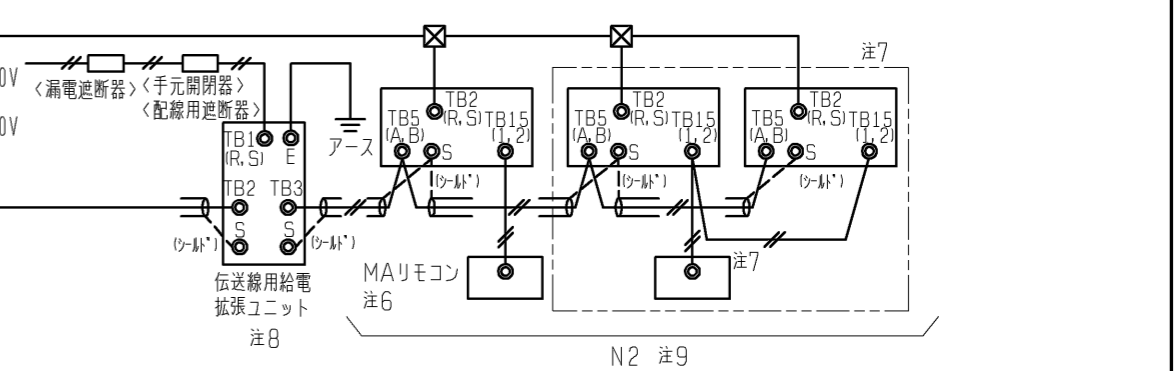 0V
〈漏電遮断器〉
〈手元開閉器〉
〈配線用遮断器〉
0V
注7
TB1
(R,S)
E
アース
TB2
TB3
S
S
(シールド)
(シールド)
伝送線用給電
拡張ユニット
注8
TB5
(A,B)
TB2
(R,S)
TB15
(1,2)
S
(シールド)
TB5
(A,B)
TB2
(R,S)
TB15
(1,2)
S
(シールド)
TB5
(A,B)
TB2
(R,S)
TB15
(1,2)
S
(シールド)
MAリモコン
注6
注7
N2 注9